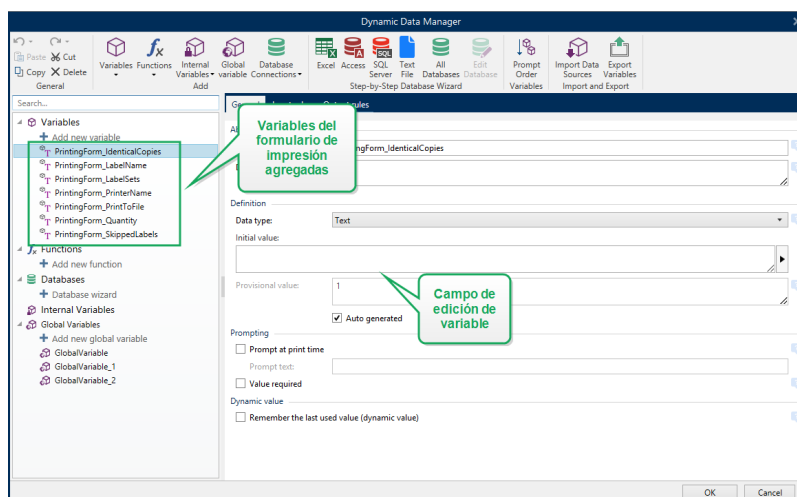 Dynamic Data Manager
Paste Cut
Copy Delete
General
Variables Functions Internal Variables Global variable Database Connections
Add
Excel Access SQL Server Text File All Databases Edit Database
Step-by-Step Database Wizard
Prompt Order
Variables
Import Data Sources Export Variables
Import and Export
Search...
Variables
Add new variable
PrintingForm_IdenticalCopies
PrintingForm_LabelName
PrintingForm_LabelSets
PrintingForm_PrinterName
PrintingForm_PrintToFile
PrintingForm_Quantity
PrintingForm_SkippedLabels
Functions
Add new function
Databases
Database wizard
Internal Variables
Global Variables
Add new global variable
GlobalVariable
GlobalVariable_1
GlobalVariable_2
Variables del
formulario de
impresión
agregadas
Definition
Data type: Text
Initial value:
Provisional value: 1
Auto generated
Campo de
edición de
variable
Prompting
Prompt at print time
Prompt text:
Value required
Dynamic value
Remember the last used value (dynamic value)
OK Cancel